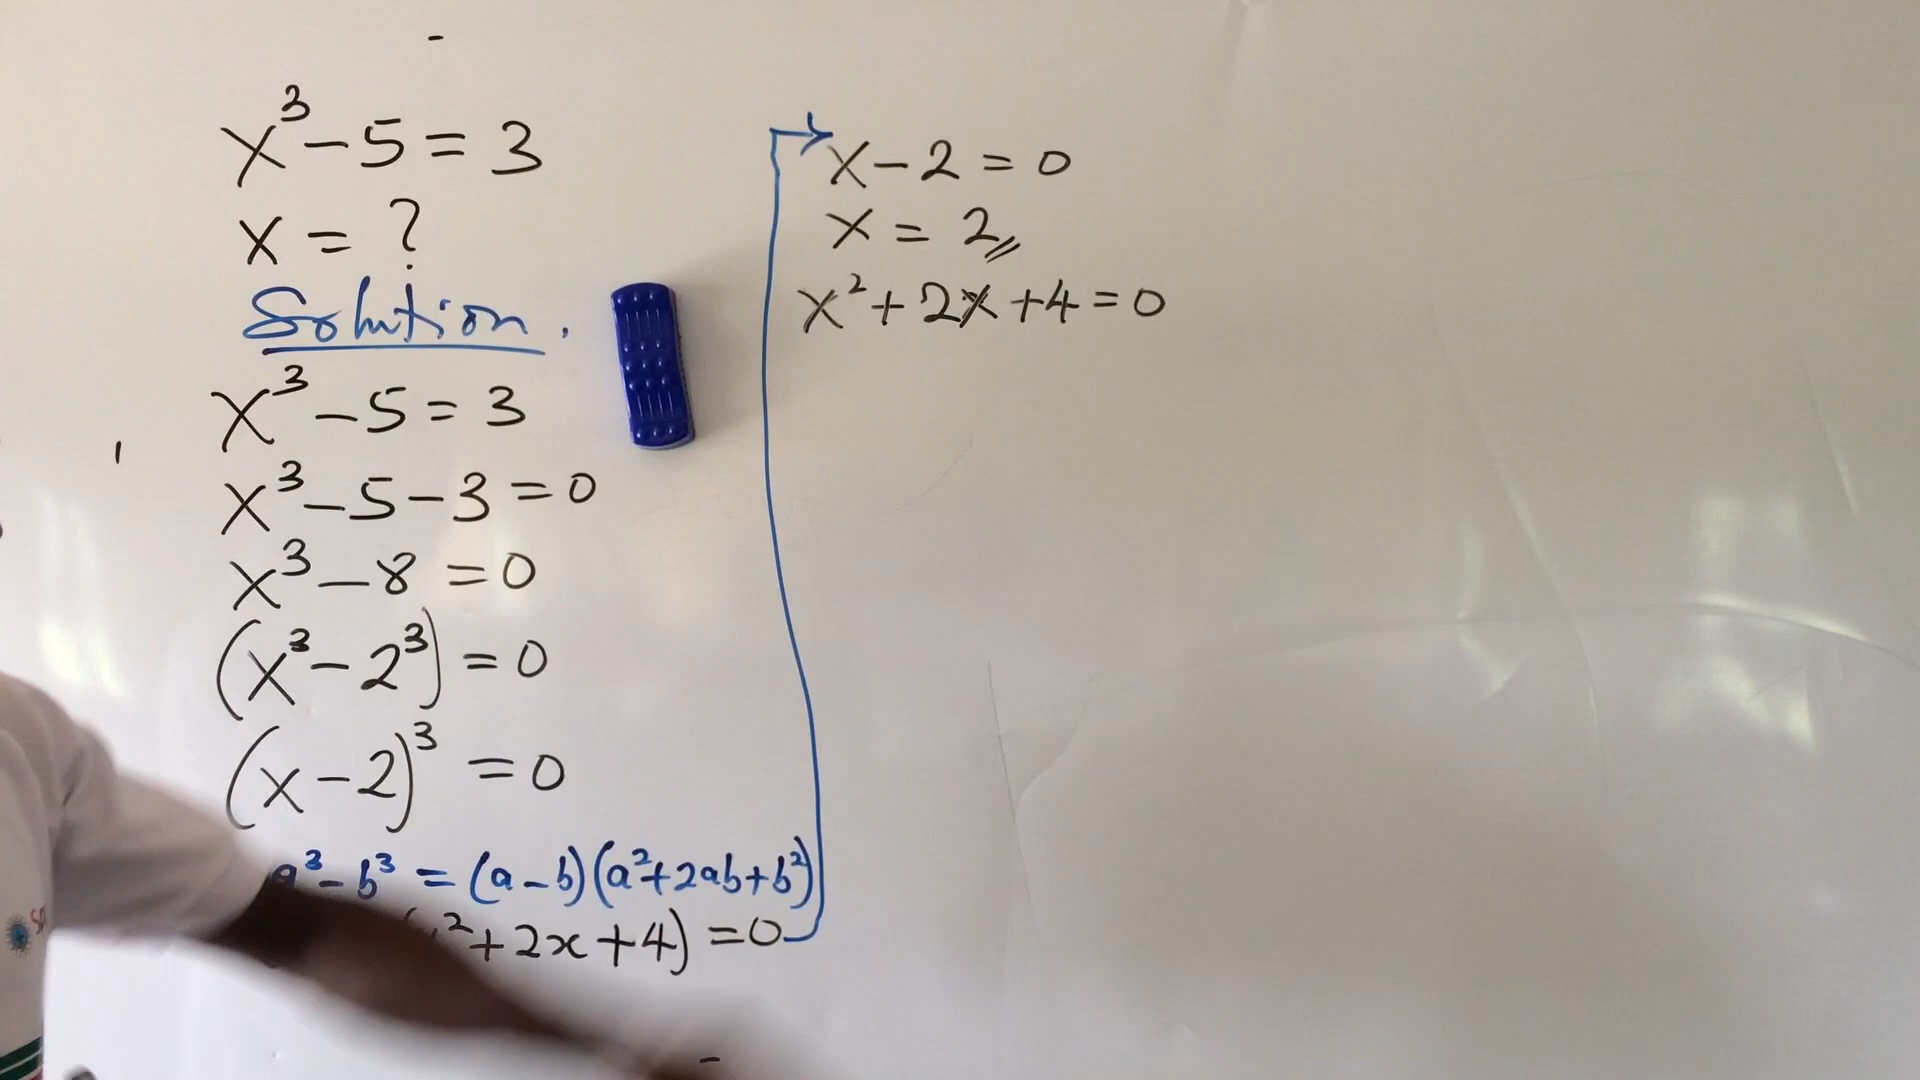 x³-5=3
x = ?
Solution.
x³-5=3
x³-5-3=0
x³-8=0
(x³-2³)=0
(x-2)³=0
a³-b³ = (a-b)(a²+2ab+b²)
²+2x+4)=0
x-2=0
x=2
x²+2x+4=0